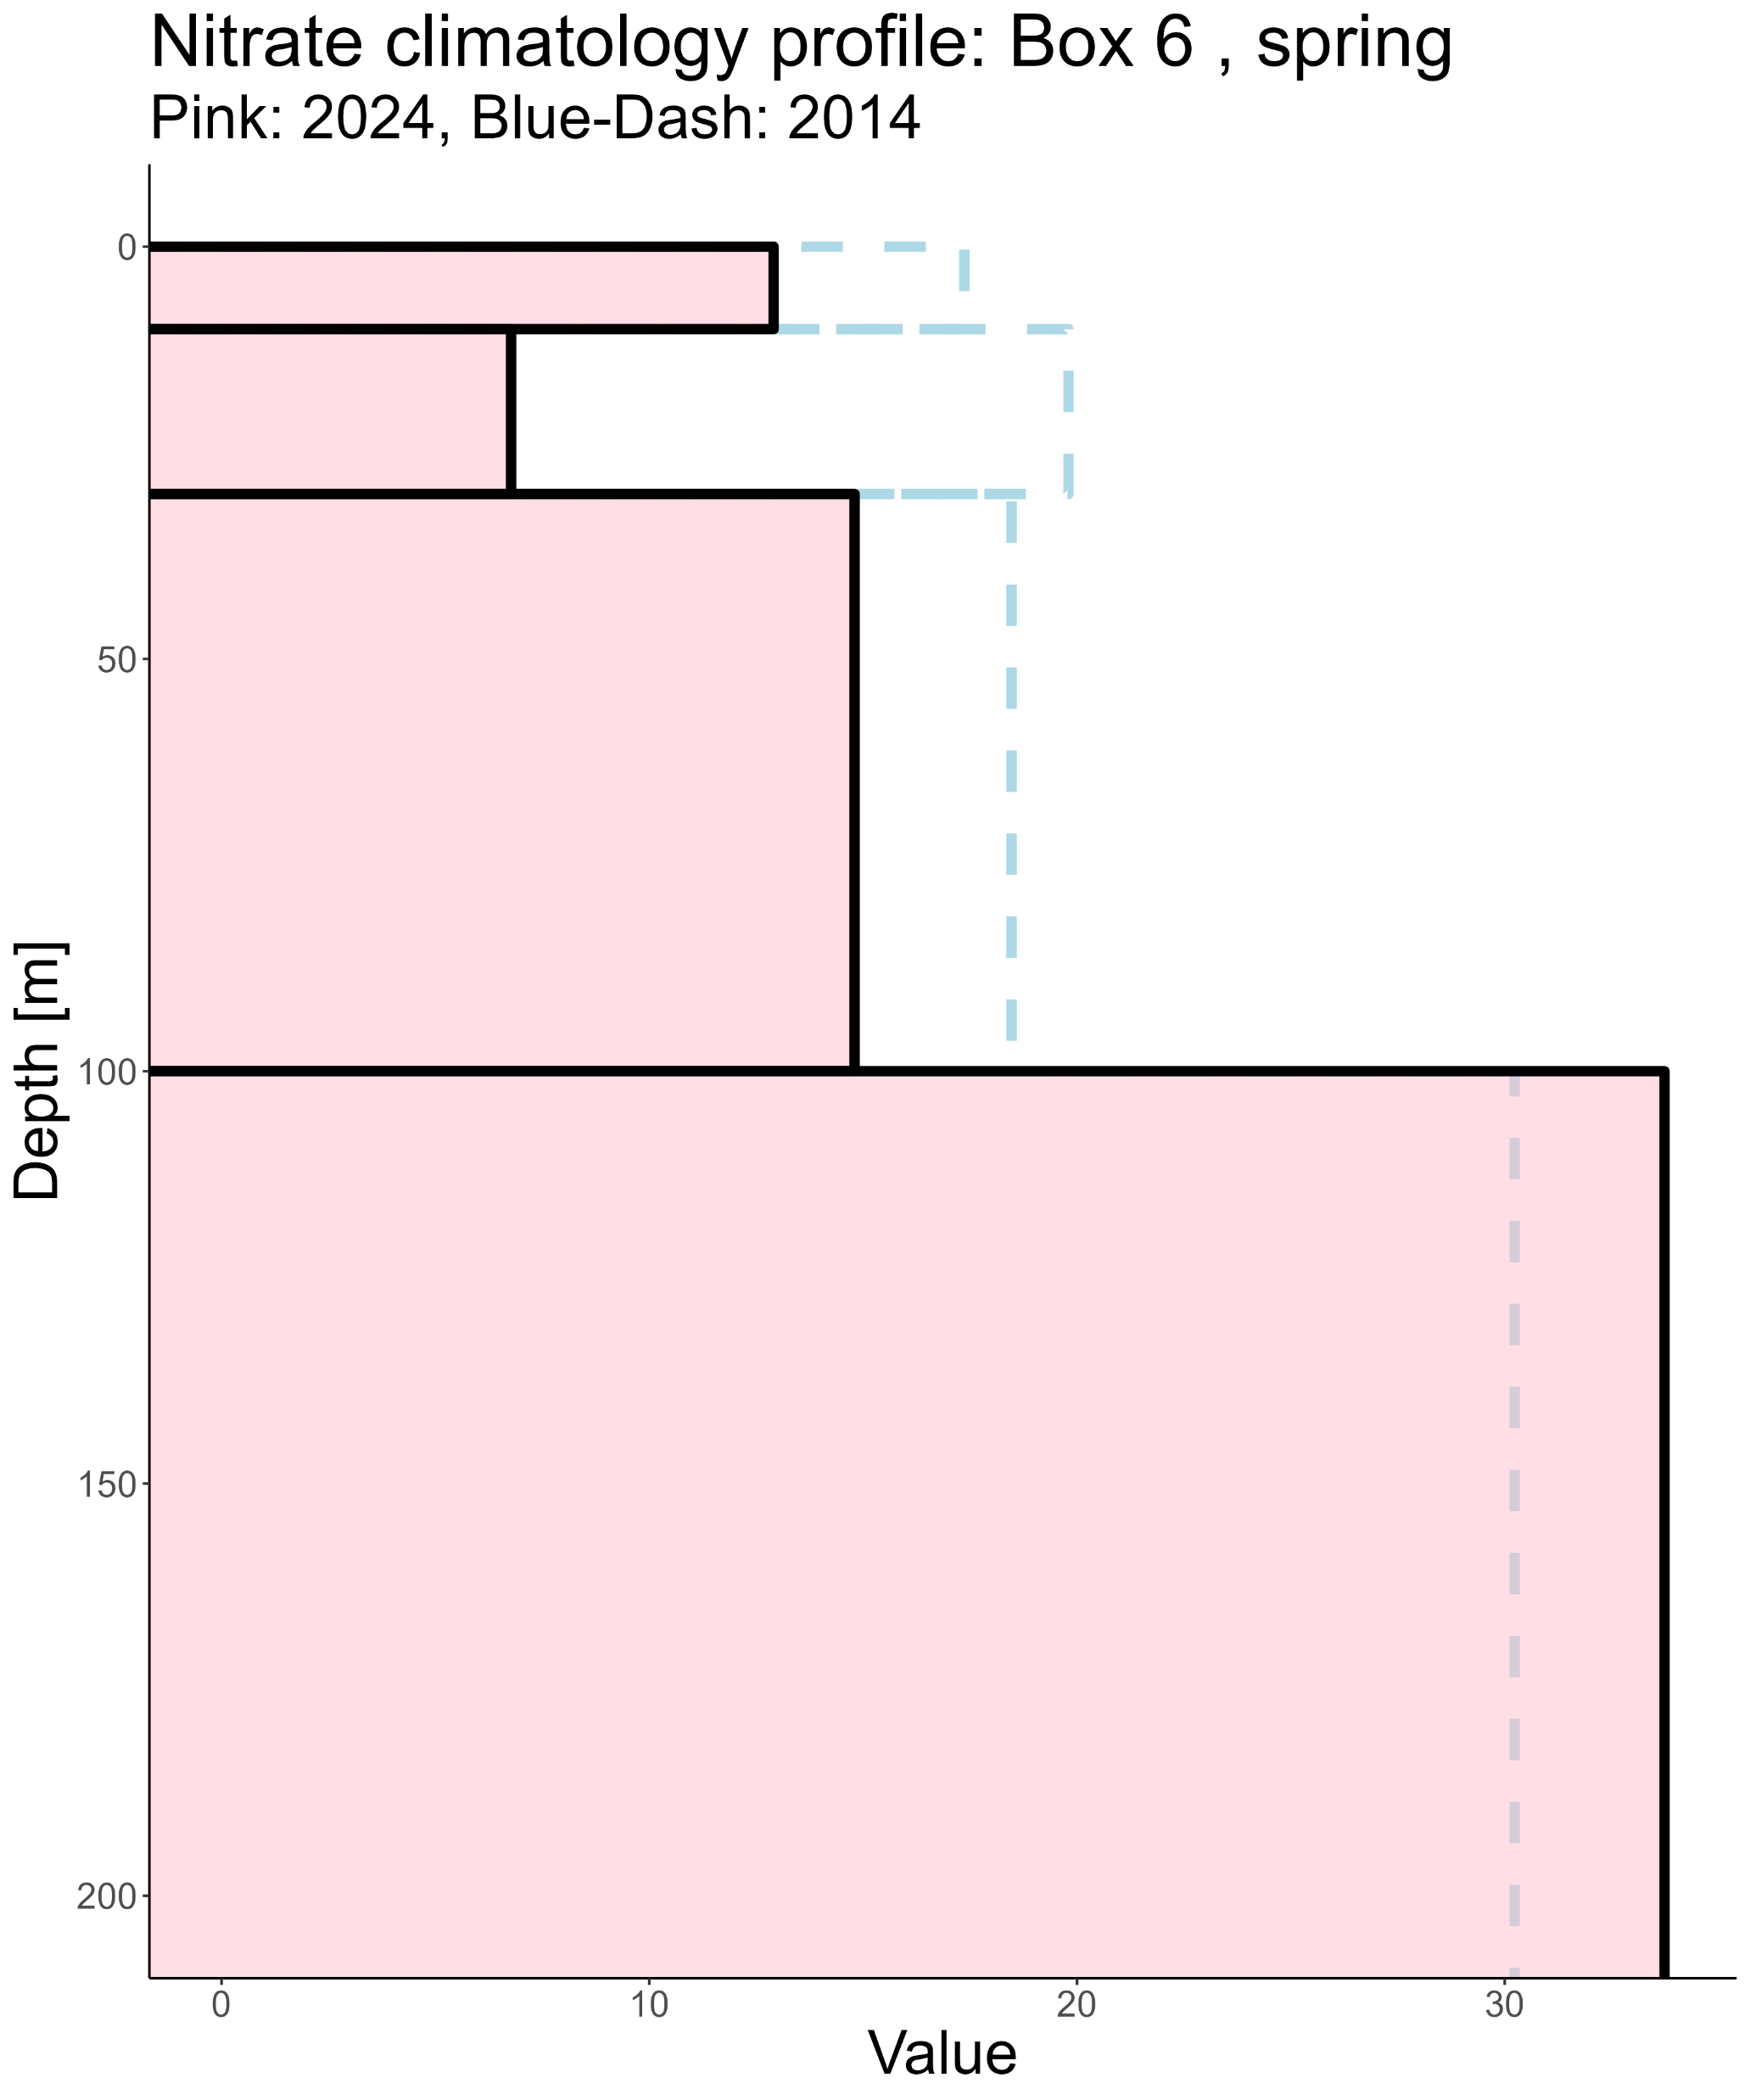 Nitrate climatology profile: Box 6 , spring
Pink: 2024, Blue-Dash: 2014
0
50
100
150
200
Depth [m]
0 10 20 30
Value